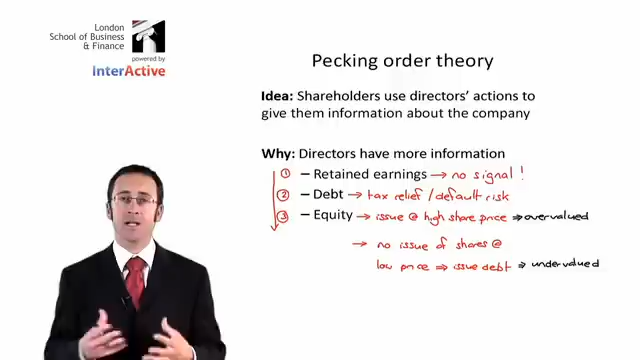 London
School of Business
& Finance
powered by
InterActive
Pecking order theory
Idea: Shareholders use directors' actions to
give them information about the company
Why: Directors have more information
① – Retained earnings → no signal !
② – Debt → tax relief / default risk
③ – Equity → issue @ high share price ⇒ overvalued
→ no issue of shares @
low price ⇒ issue debt ⇒ undervalued